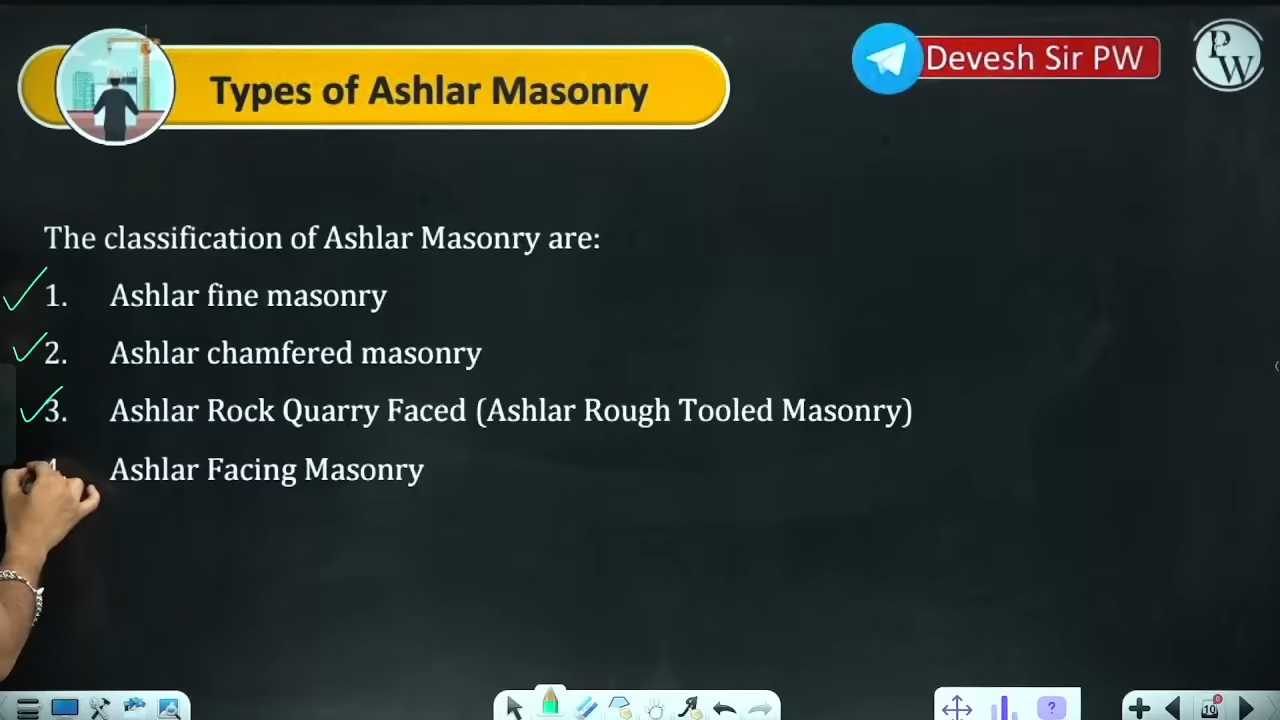 Types of Ashlar Masonry
Devesh Sir PW
PW
The classification of Ashlar Masonry are:
1. Ashlar fine masonry
2. Ashlar chamfered masonry
3. Ashlar Rock Quarry Faced (Ashlar Rough Tooled Masonry)
Ashlar Facing Masonry